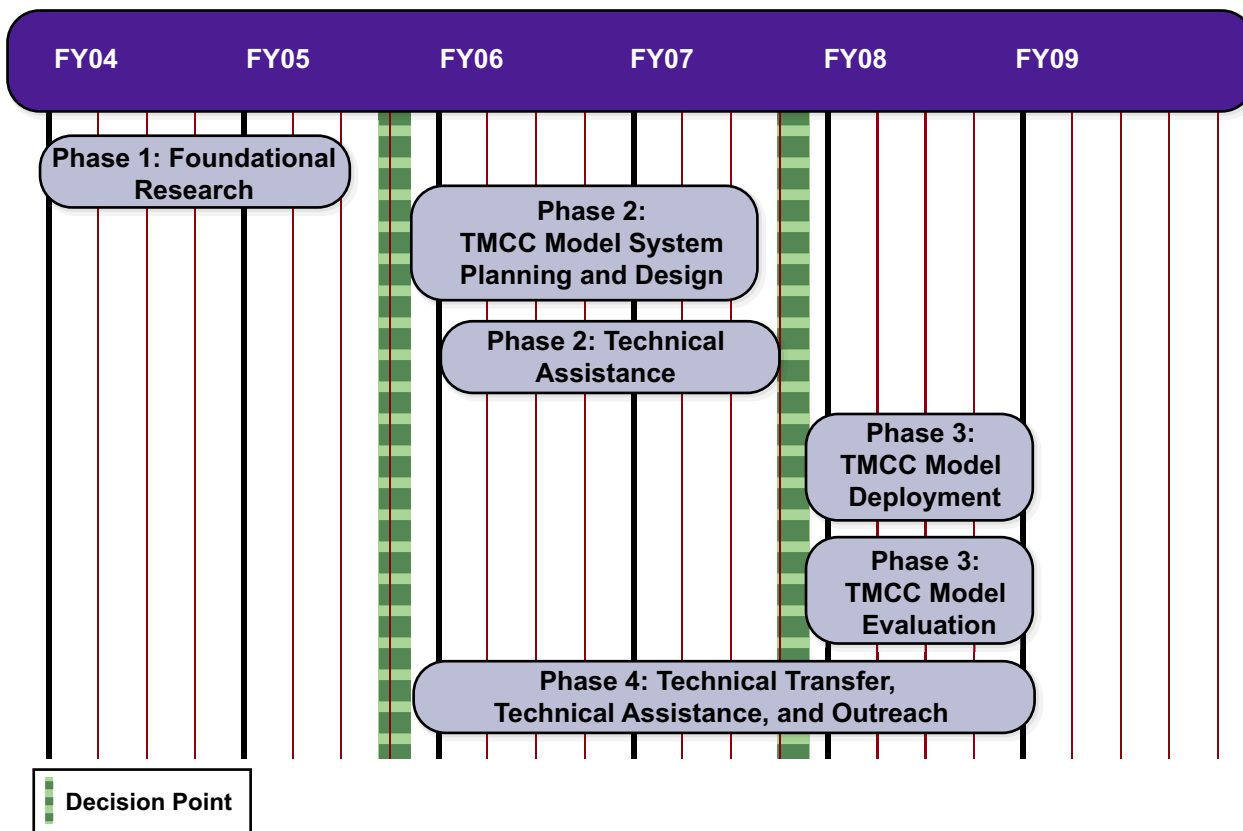 FY04 FY05 FY06 FY07 FY08 FY09
Phase 1: Foundational
Research
Phase 2:
TMCC Model System
Planning and Design
Phase 2: Technical
Assistance
Phase 3:
TMCC Model
Deployment
Phase 3:
TMCC Model
Evaluation
Phase 4: Technical Transfer,
Technical Assistance, and Outreach
Decision Point